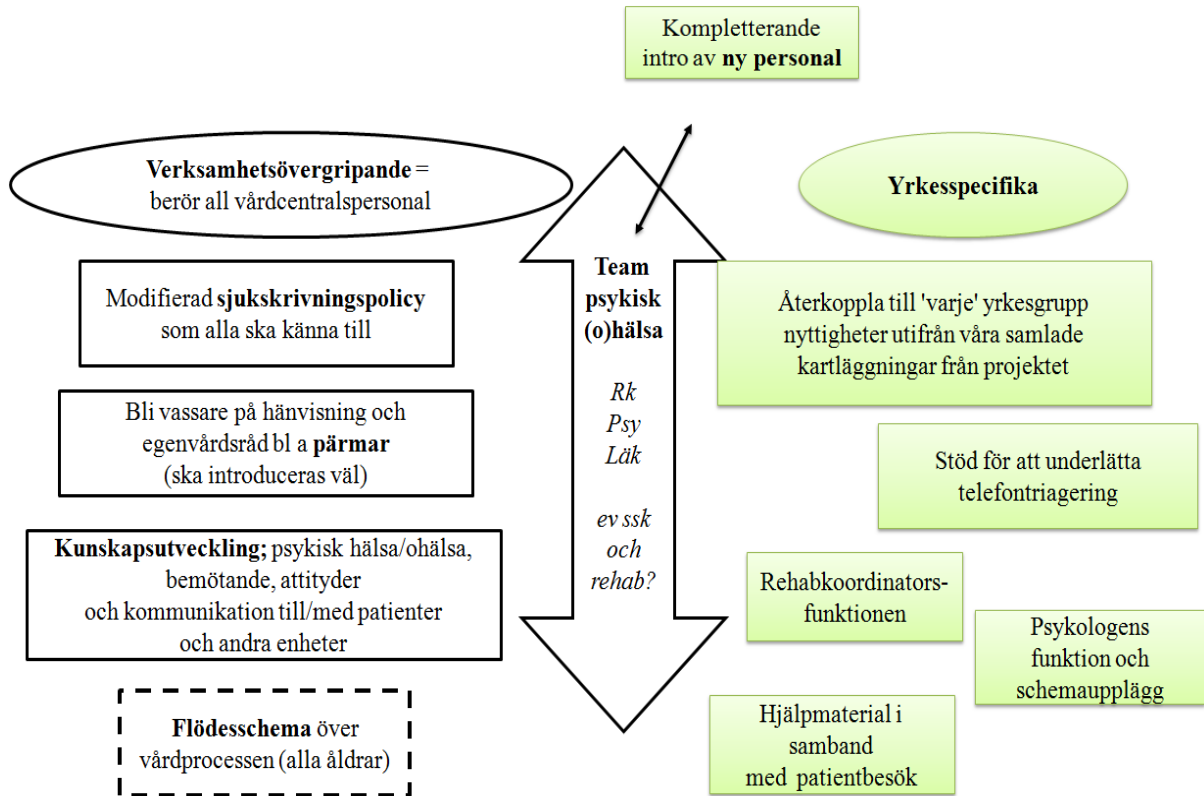 Kompletterande
intro av ny personal
Verksamhetsövergripande =
berör all vårdcentralspersonal
Modifierad sjukskrivningspolicy
som alla ska känna till
Bli vassare på hänvisning och
egenvårdsråd bl a pärmar
(ska introduceras väl)
Kunskapsutveckling; psykisk hälsa/ohälsa,
bemötande, attityder
och kommunikation till/med patienter
och andra enheter
Flödesschema över
vårdprocessen (alla åldrar)
Team
psykisk
(o)hälsa
Rk
Psy
Läk
ev ssk
och
rehab?
Yrkesspecifika
Återkoppla till 'varje' yrkesgrupp
nyttigheter utifrån våra samlade
kartläggningar från projektet
Stöd för att underlätta
telefontriagering
Rehabkoordinators-
funktionen
Psykologens
funktion och
schemaupplägg
Hjälpmaterial i
samband
med patientbesök